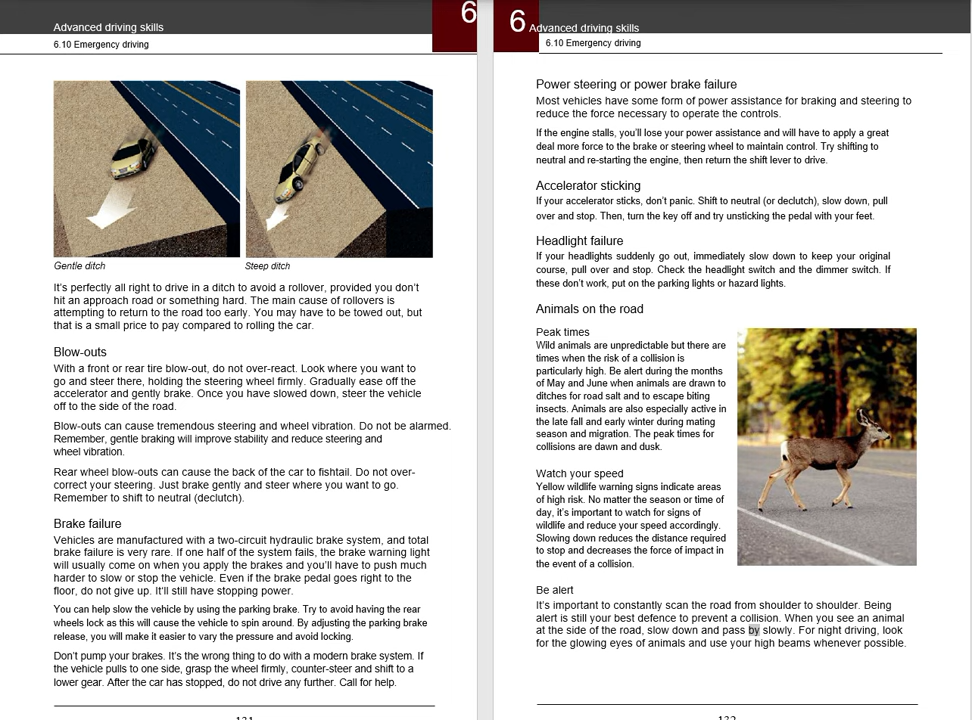 6
Advanced driving skills
6.10 Emergency driving
Gentle ditch
Steep ditch
It's perfectly all right to drive in a ditch to avoid a rollover, provided you don't
hit an approach road or something hard. The main cause of rollovers is
attempting to return to the road too early. You may have to be towed out, but
that is a small price to pay compared to rolling the car.
Blow-outs
With a front or rear tire blow-out, do not over-react. Look where you want to
go and steer there, holding the steering wheel firmly. Gradually ease off the
accelerator and gently brake. Once you have slowed down, steer the vehicle
off to the side of the road.
Blow-outs can cause tremendous steering and wheel vibration. Do not be alarmed.
Remember, gentle braking will improve stability and reduce steering and
wheel vibration.
Rear wheel blow-outs can cause the back of the car to fishtail. Do not over-
correct your steering. Just brake gently and steer where you want to go.
Remember to shift to neutral (declutch).
Brake failure
Vehicles are manufactured with a two-circuit hydraulic brake system, and total
brake failure is very rare. If one half of the system fails, the brake warning light
will usually come on when you apply the brakes and you'll have to push much
harder to slow or stop the vehicle. Even if the brake pedal goes right to the
floor, do not give up. It'll still have stopping power.
You can help slow the vehicle by using the parking brake. Try to avoid having the rear
wheels lock as this will cause the vehicle to spin around. By adjusting the parking brake
release, you will make it easier to vary the pressure and avoid locking.
Don't pump your brakes. It's the wrong thing to do with a modern brake system. If
the vehicle pulls to one side, grasp the wheel firmly, counter-steer and shift to a
lower gear. After the car has stopped, do not drive any further. Call for help.
131
6 Advanced driving skills
6.10 Emergency driving
Power steering or power brake failure
Most vehicles have some form of power assistance for braking and steering to
reduce the force necessary to operate the controls.
If the engine stalls, you'll lose your power assistance and will have to apply a great
deal more force to the brake or steering wheel to maintain control. Try shifting to
neutral and re-starting the engine, then return the shift lever to drive.
Accelerator sticking
If your accelerator sticks, don't panic. Shift to neutral (or declutch), slow down, pull
over and stop. Then, turn the key off and try unsticking the pedal with your feet.
Headlight failure
If your headlights suddenly go out, immediately slow down to keep your original
course, pull over and stop. Check the headlight switch and the dimmer switch. If
these don't work, put on the parking lights or hazard lights.
Animals on the road
Peak times
Wild animals are unpredictable but there are
times when the risk of a collision is
particularly high. Be alert during the months
of May and June when animals are drawn to
ditches for road salt and to escape biting
insects. Animals are also especially active in
the late fall and early winter during mating
season and migration. The peak times for
collisions are dawn and dusk.
Watch your speed
Yellow wildlife warning signs indicate areas
of high risk. No matter the season or time of
day, it's important to watch for signs of
wildlife and reduce your speed accordingly.
Slowing down reduces the distance required
to stop and decreases the force of impact in
the event of a collision.
Be alert
It's important to constantly scan the road from shoulder to shoulder. Being
alert is still your best defence to prevent a collision. When you see an animal
at the side of the road, slow down and pass by slowly. For night driving, look
for the glowing eyes of animals and use your high beams whenever possible.
132